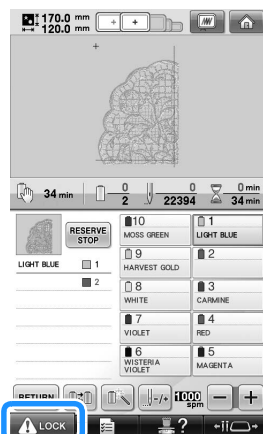 170.0 mm
120.0 mm
34 min
0
2
0
22394
0 min
34 min
RESERVE STOP
LIGHT BLUE 1
2
10 MOSS GREEN
1 LIGHT BLUE
9 HARVEST GOLD
2
8 WHITE
3 CARMINE
7 VIOLET
4 RED
6 WISTERIA VIOLET
5 MAGENTA
RETURN
1000 spm
LOCK